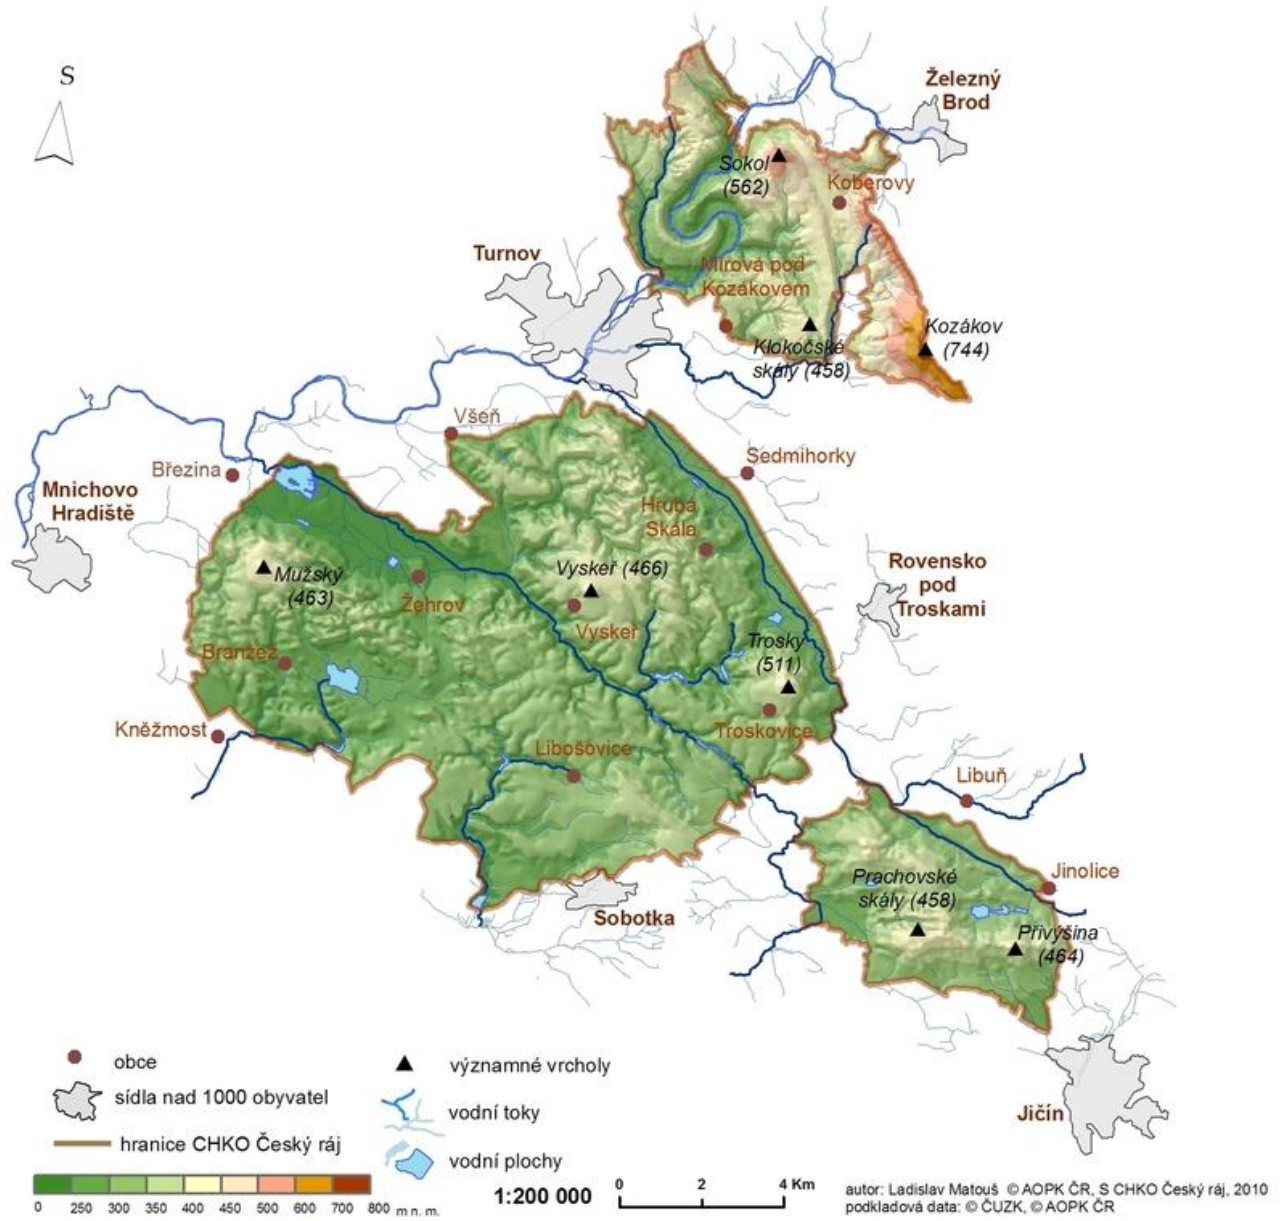 S
Železný
Brod
Sokol
(562)
Koberovy
Turnov
Mírová pod
Kozákovem
Kozákov
(744)
Klokočské
skály (458)
Všeň
Sedmihorky
Březina
Mnichovo
Hradiště
Hrubá
Skála
Rovensko
pod
Troskami
Vyskeř (466)
Mužský
(463)
Žehrov
Vyskeř
Trosky
(511)
Branžež
Kněžmost
Troskovice
Libošovice
Libuň
Prachovské
skály (458)
Jinolice
Sobotka
Přivýšina
(464)
Jičín
obce
sídla nad 1000 obyvatel
hranice CHKO Český ráj
významné vrcholy
vodní toky
vodní plochy
0 250 300 350 400 450 500 600 700 800 m n. m.
1:200 000
0 2 4 Km
autor: Ladislav Matouš © AOPK ČR, S CHKO Český ráj, 2010
podkladová data: © ČUZK, © AOPK ČR